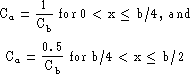 C_a = 1/C_b for 0 < x ≤ b/4, and
C_a = 0.5/C_b for b/4 < x ≤ b/2